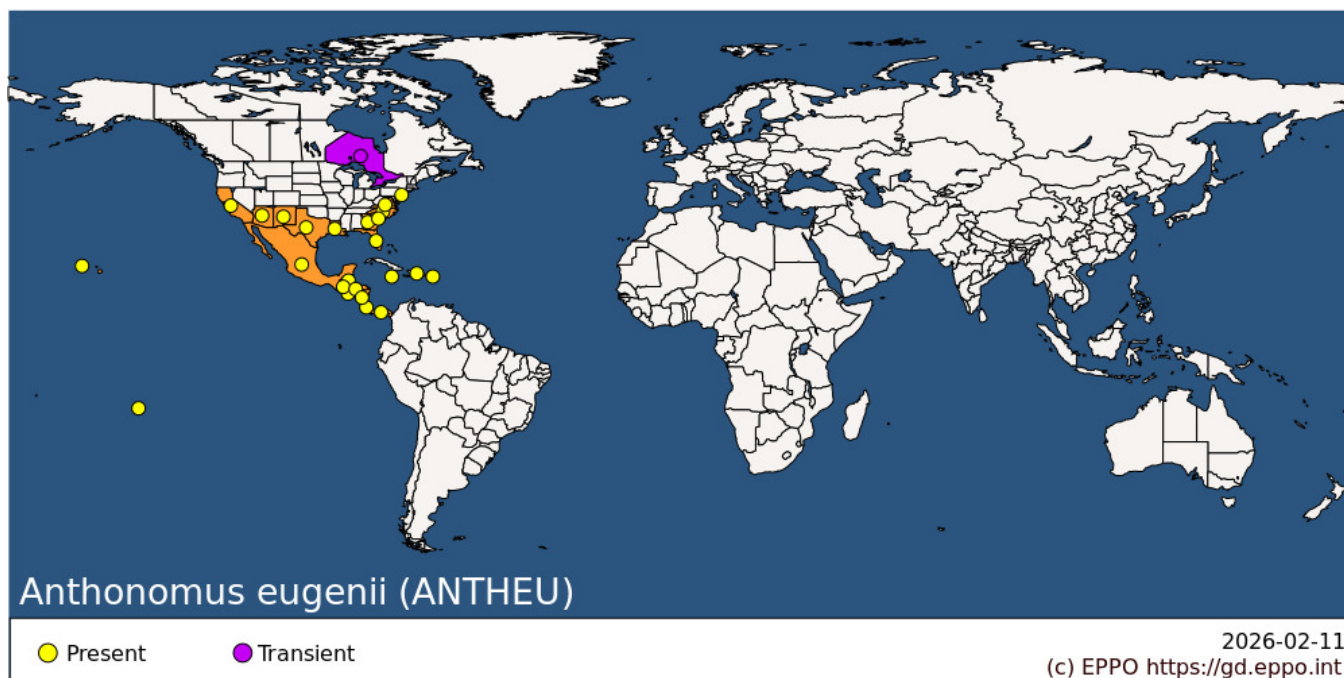 Anthonomus eugenii (ANTHEU)
Present
Transient
2026-02-11
(c) EPPO https://gd.eppo.int